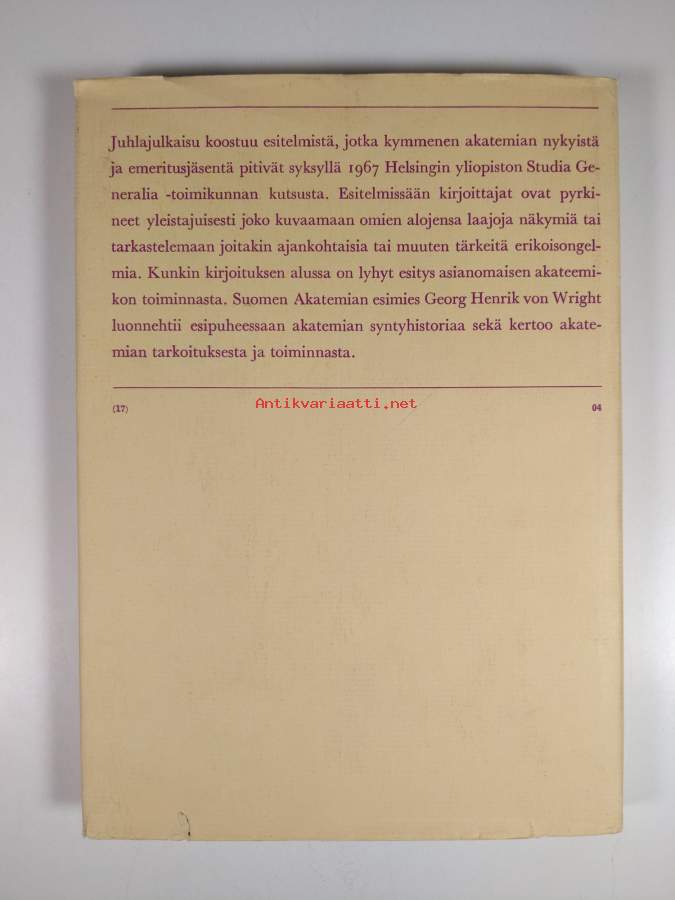 Juhlajulkaisu koostuu esitelmistä, jotka kymmenen akatemian nykyistä
ja emeritusjäsentä pitivät syksyllä 1967 Helsingin yliopiston Studia Ge-
neralia -toimikunnan kutsusta. Esitelmissään kirjoittajat ovat pyrki-
neet yleistajuisesti joko kuvaamaan omien alojensa laajoja näkymiä tai
tarkastelemaan joitakin ajankohtaisia tai muuten tärkeitä erikoisongel-
mia. Kunkin kirjoituksen alussa on lyhyt esitys asianomaisen akateemi-
kon toiminnasta. Suomen Akatemian esimies Georg Henrik von Wright
luonnehtii esipuheessaan akatemian syntyhistoriaa sekä kertoo akate-
mian tarkoituksesta ja toiminnasta.
(17) Antikvariaatti.net 04